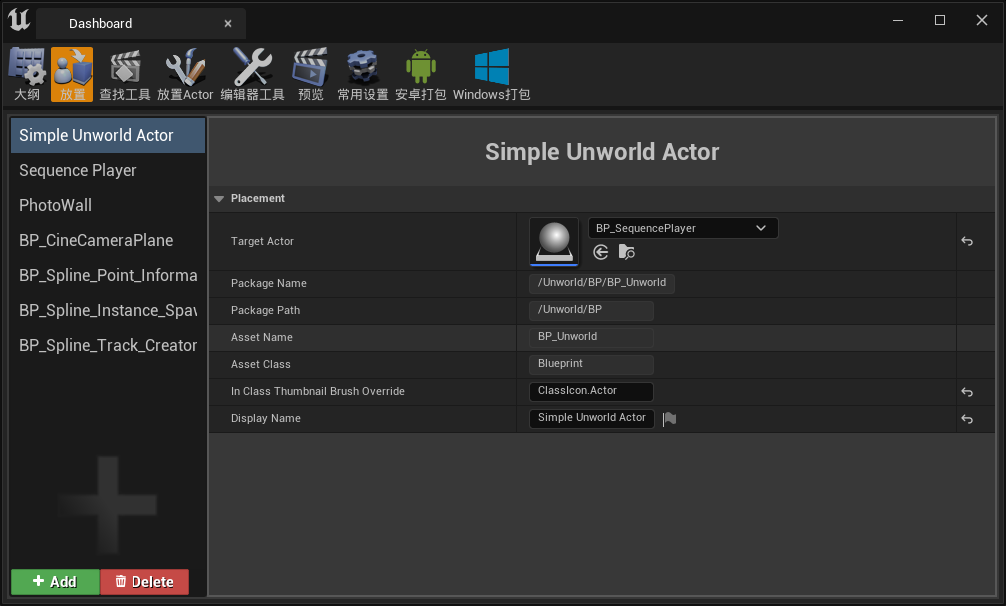 Dashboard
大纲 放置 查找工具 放置Actor 编辑器工具 预览 常用设置 安卓打包 Windows打包
Simple Unworld Actor
Sequence Player
PhotoWall
BP_CineCameraPlane
BP_Spline_Point_Informa
BP_Spline_Instance_Spav
BP_Spline_Track_Creator
Add Delete
Simple Unworld Actor
Placement
Target Actor BP_SequencePlayer
Package Name /Unworld/BP/BP_Unworld
Package Path /Unworld/BP
Asset Name BP_Unworld
Asset Class Blueprint
In Class Thumbnail Brush Override ClassIcon.Actor
Display Name Simple Unworld Actor